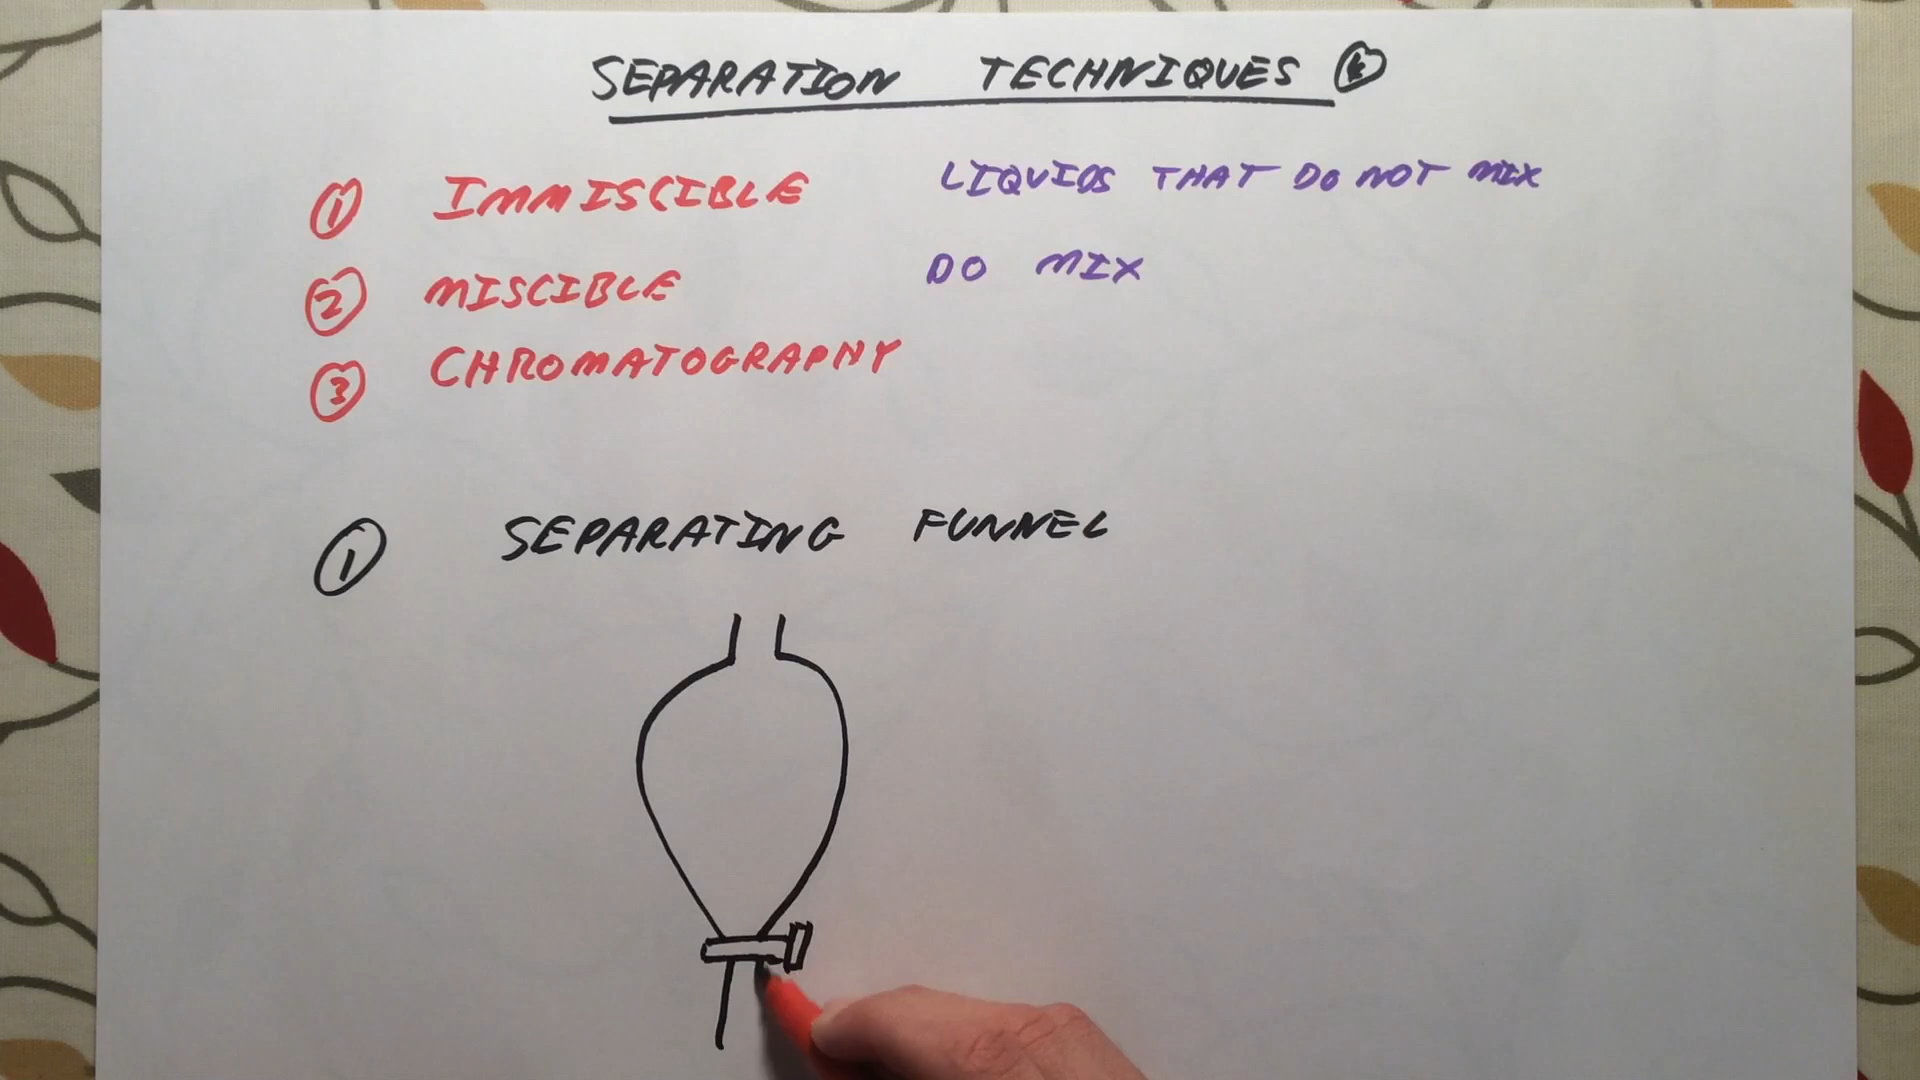 SEPARATION TECHNIQUES
① IMMISCIBLE LIQUIDS THAT DO NOT MIX
② MISCIBLE DO MIX
③ CHROMATOGRAPHY
① SEPARATING FUNNEL